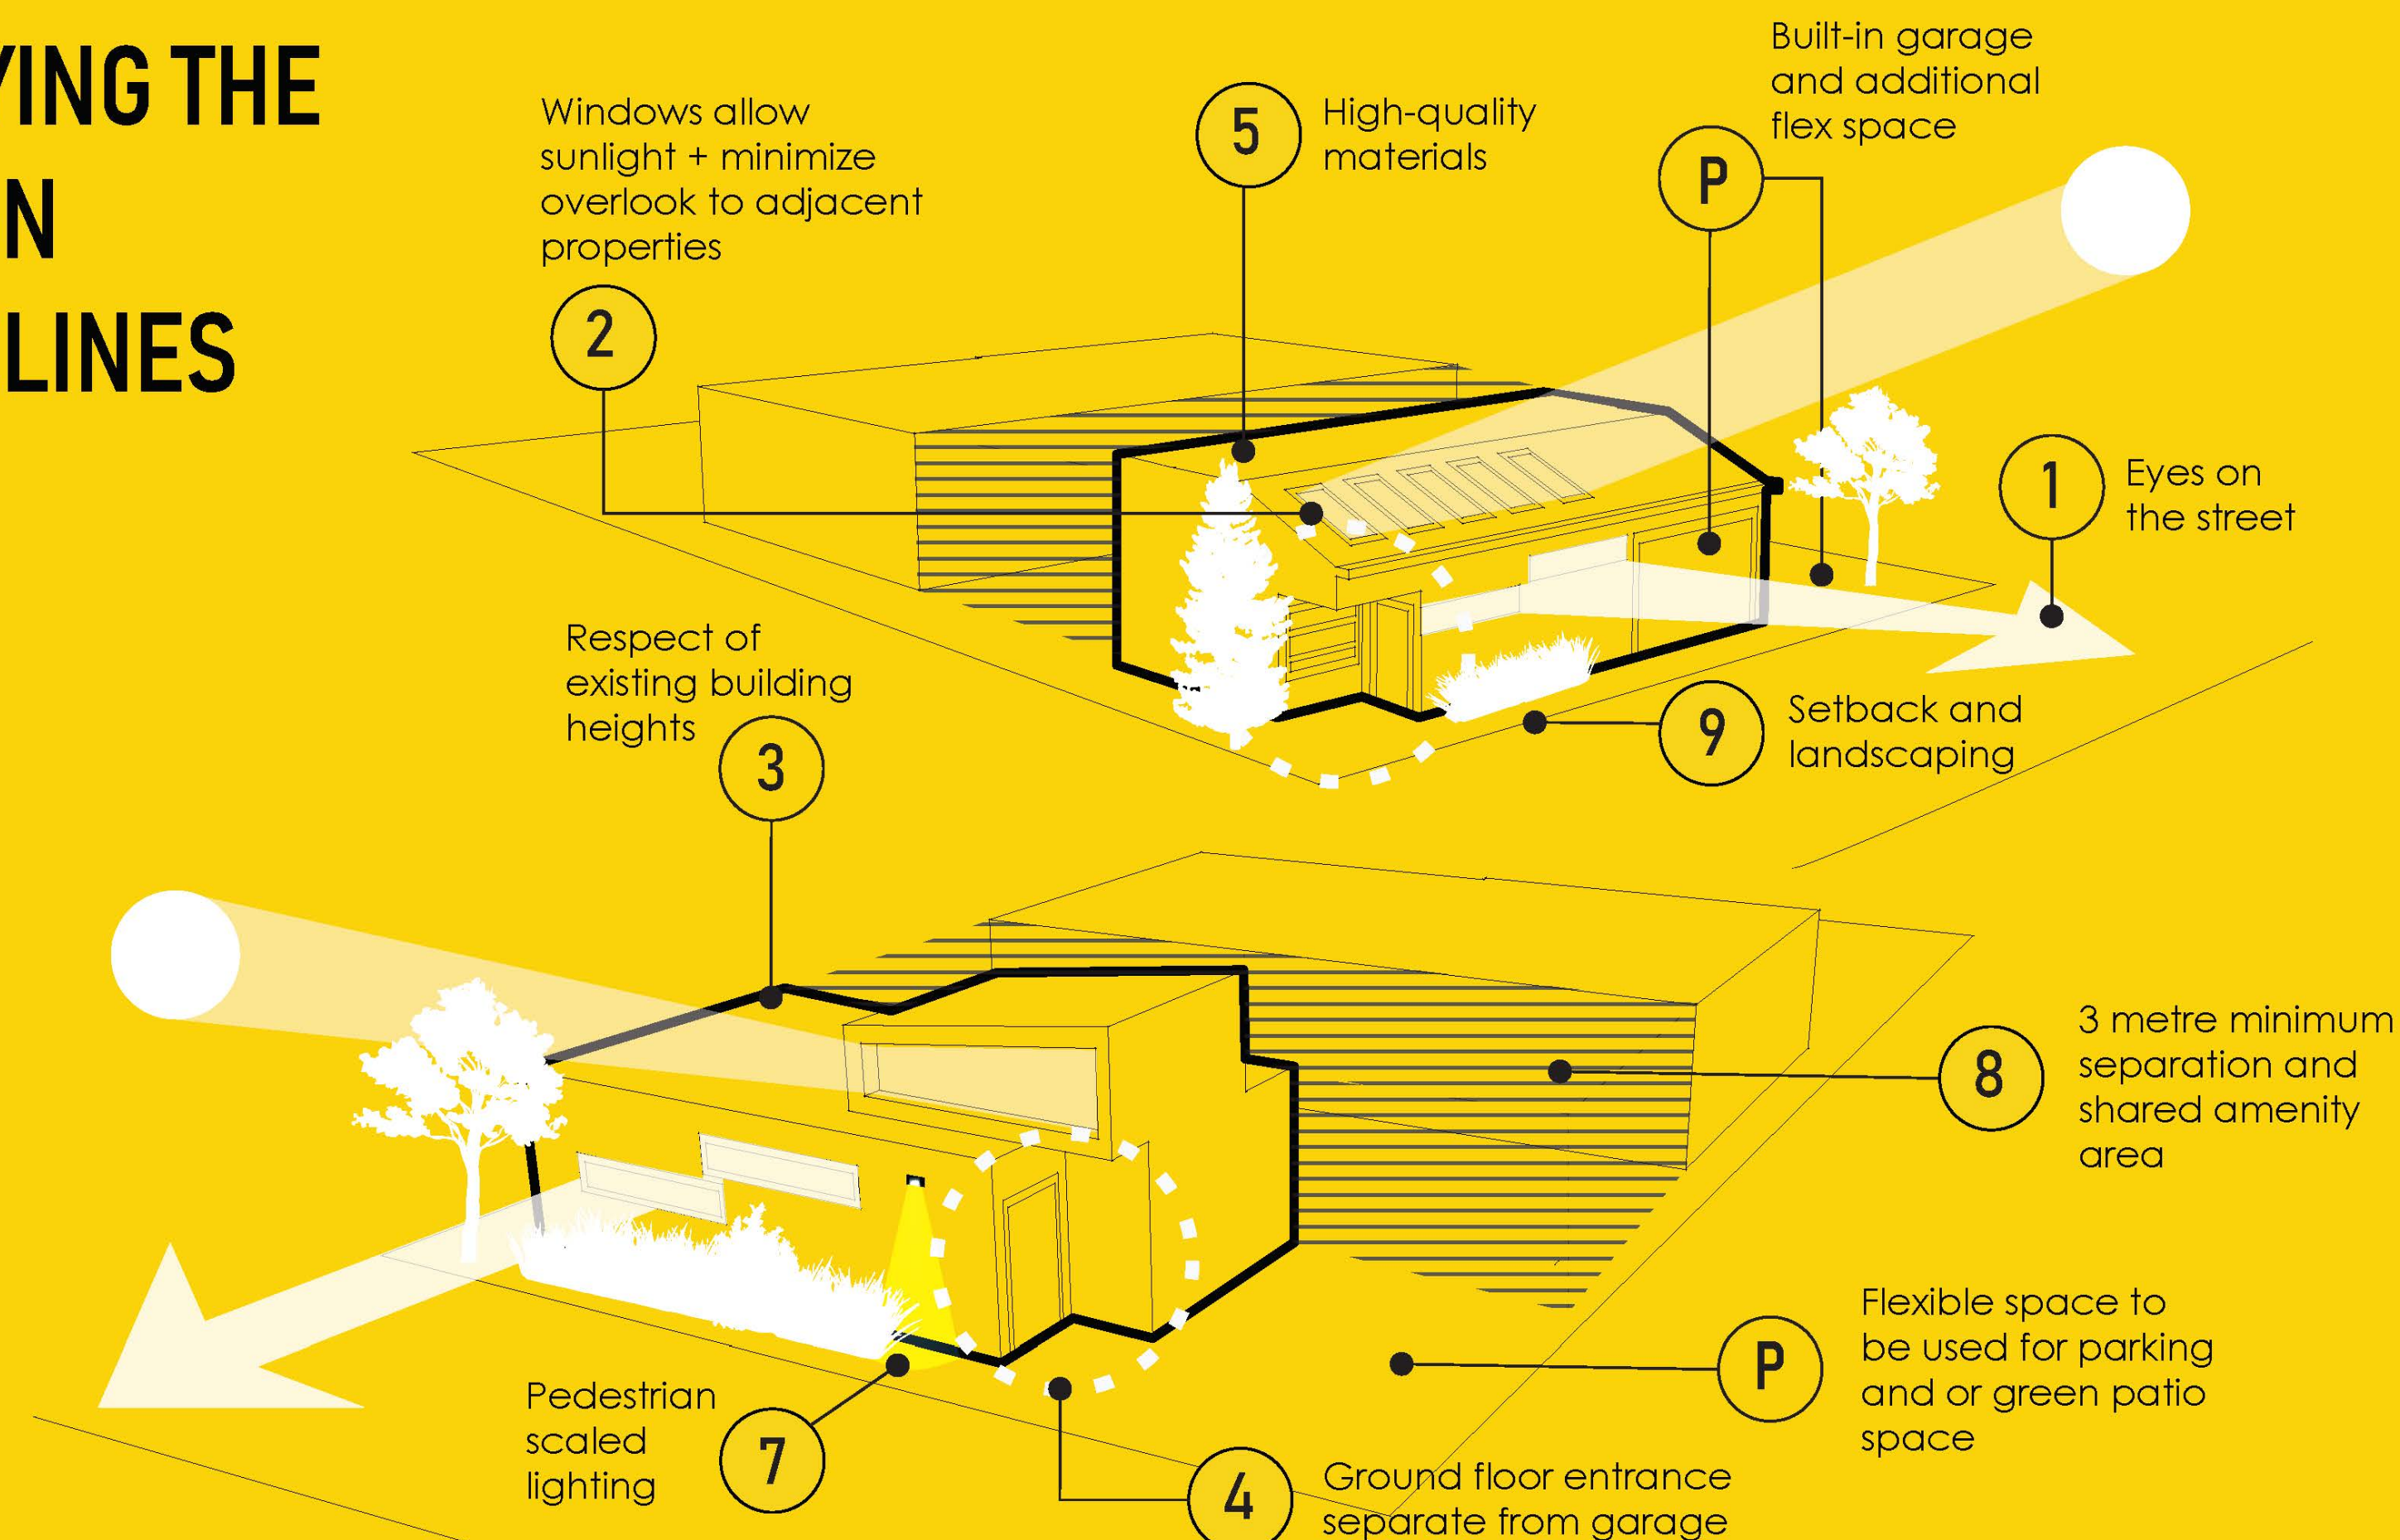 YING THE
N
LINES
Windows allow
sunlight + minimize
overlook to adjacent
properties
2
5
High-quality
materials
Built-in garage
and additional
flex space
P
1
Eyes on
the street
Respect of
existing building
heights
3
9
Setback and
landscaping
8
3 metre minimum
separation and
shared amenity
area
P
Flexible space to
be used for parking
and or green patio
space
Pedestrian
scaled
lighting
7
4
Ground floor entrance
separate from garage